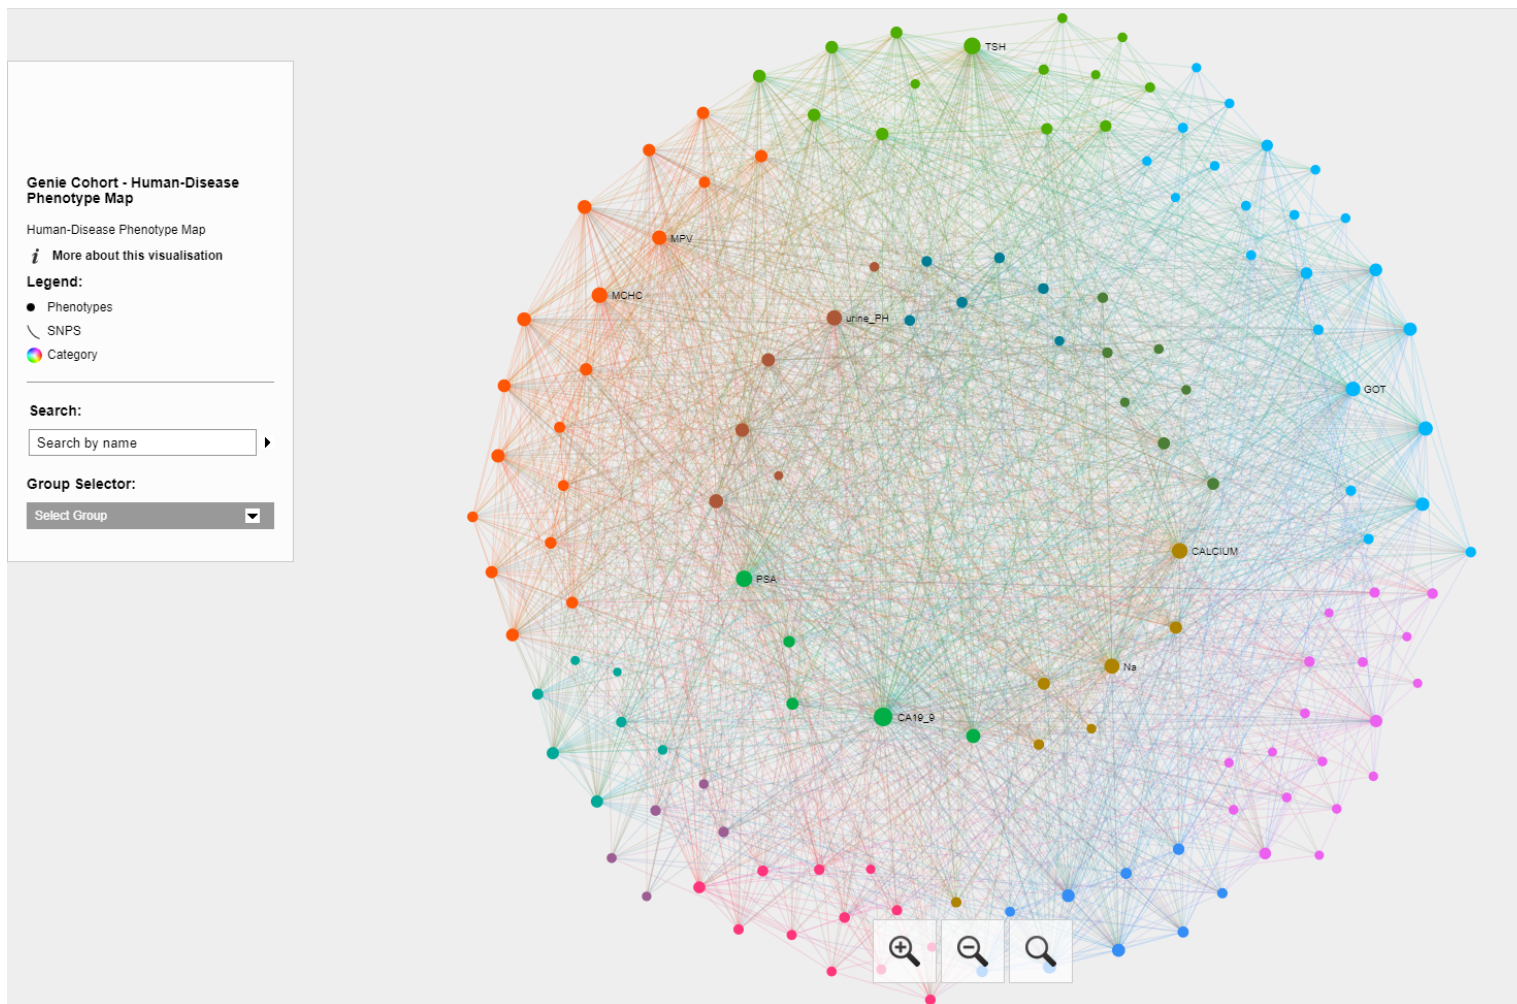 Genie Cohort - Human-Disease
Phenotype Map
Human-Disease Phenotype Map
i More about this visualisation
Legend:
Phenotypes
SNPS
Category
Search:
Search by name
Group Selector:
Select Group
TSH
MPV
MCHC
urine_PH
GOT
CALCIUM
PSA
Na
CA19_9